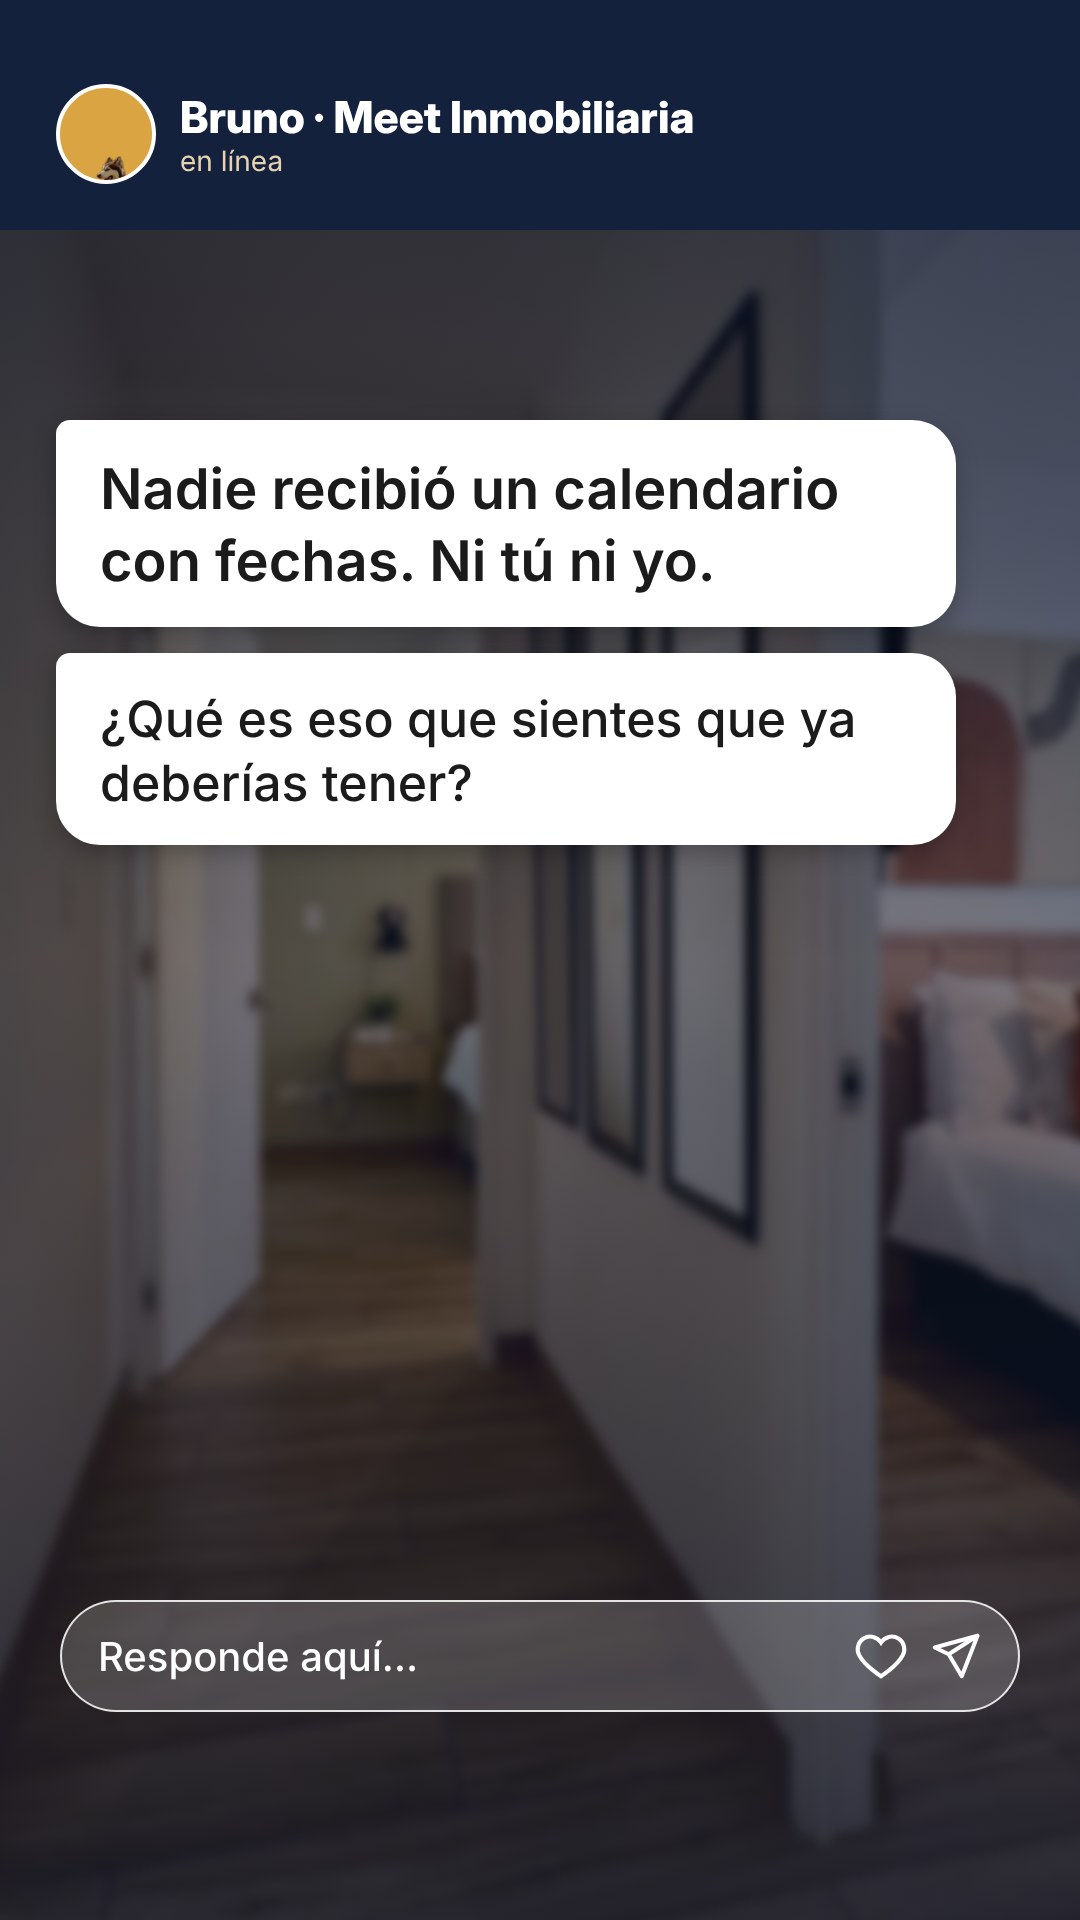 Bruno · Meet Inmobiliaria
en línea
Nadie recibió un calendario
con fechas. Ni tú ni yo.
¿Qué es eso que sientes que ya
deberías tener?
Responde aquí...